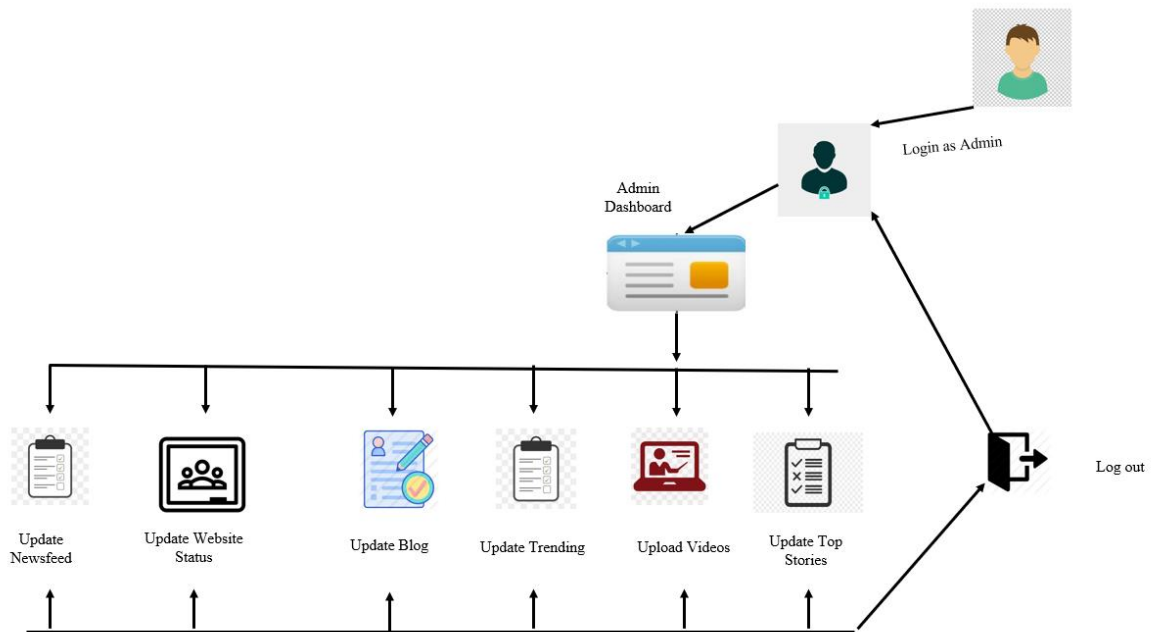 Login as Admin
Admin
Dashboard
Log out
Update
Newsfeed
Update Website
Status
Update Blog
Update Trending
Upload Videos
Update Top
Stories